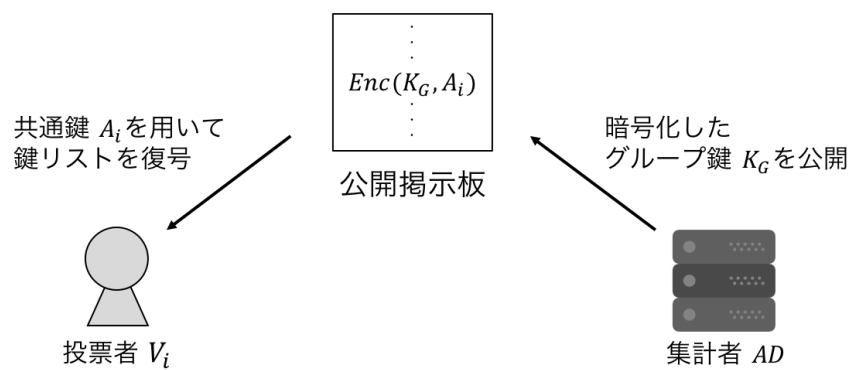 Enc(K_G, A_i)
共通鍵 A_iを用いて
鍵リストを復号
暗号化した
グループ鍵 K_Gを公開
公開掲示板
投票者 V_i
集計者 AD